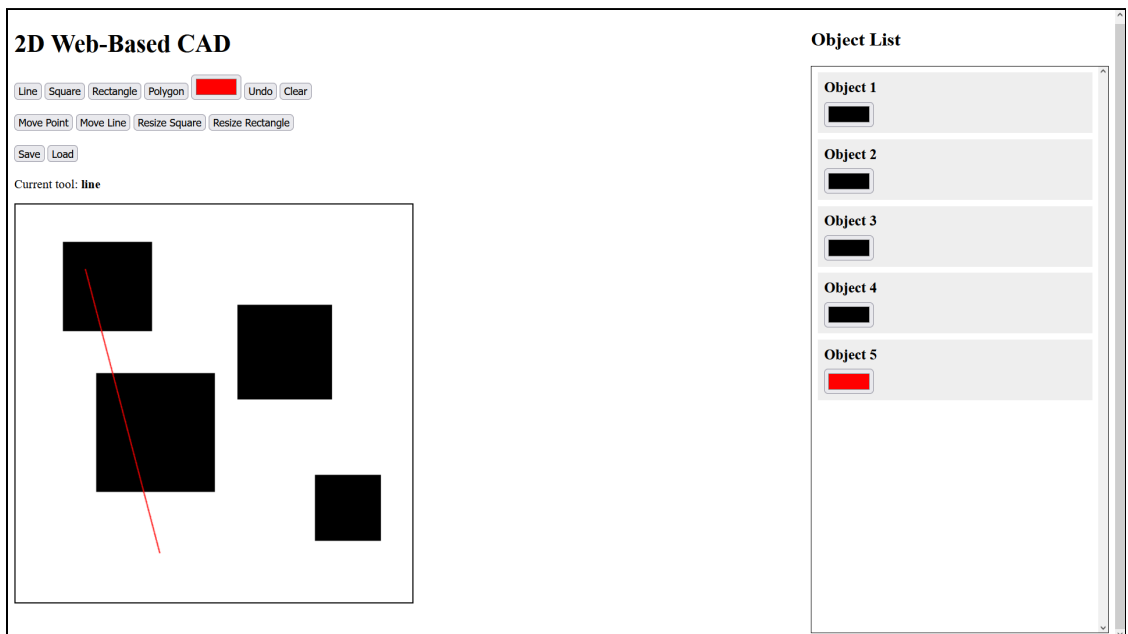 2D Web-Based CAD
Line Square Rectangle Polygon Undo Clear
Move Point Move Line Resize Square Resize Rectangle
Save Load
Current tool: line
Object List
Object 1
Object 2
Object 3
Object 4
Object 5